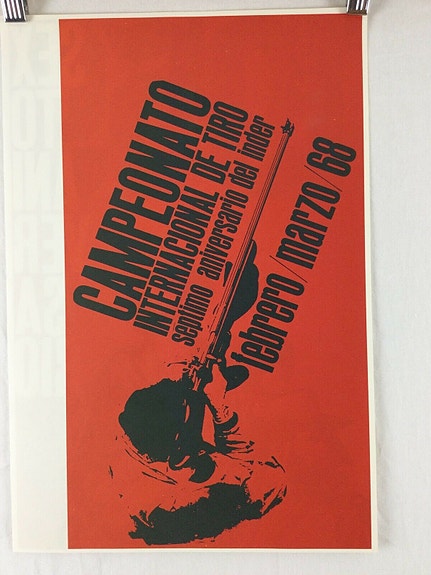 CAMPEONATO
INTERNACIONAL DE TIRO
septimo aniversario del inder
febrero/marzo/68